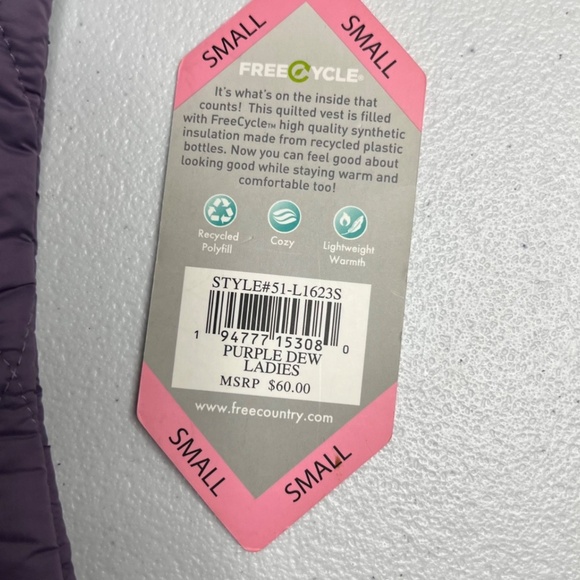 SMALL
SMALL
FREECYCLE®
It's what's on the inside that
counts! This quilted vest is filled
with FreeCycle™ high quality synthetic
insulation made from recycled plastic
bottles. Now you can feel good about
looking good while staying warm and
comfortable too!
Recycled
Polyfill
Cozy
Lightweight
Warmth
STYLE#51-L1623S
1 94777 15308 0
PURPLE DEW
LADIES
MSRP $60.00
www.freecountry.com
SMALL
SMALL